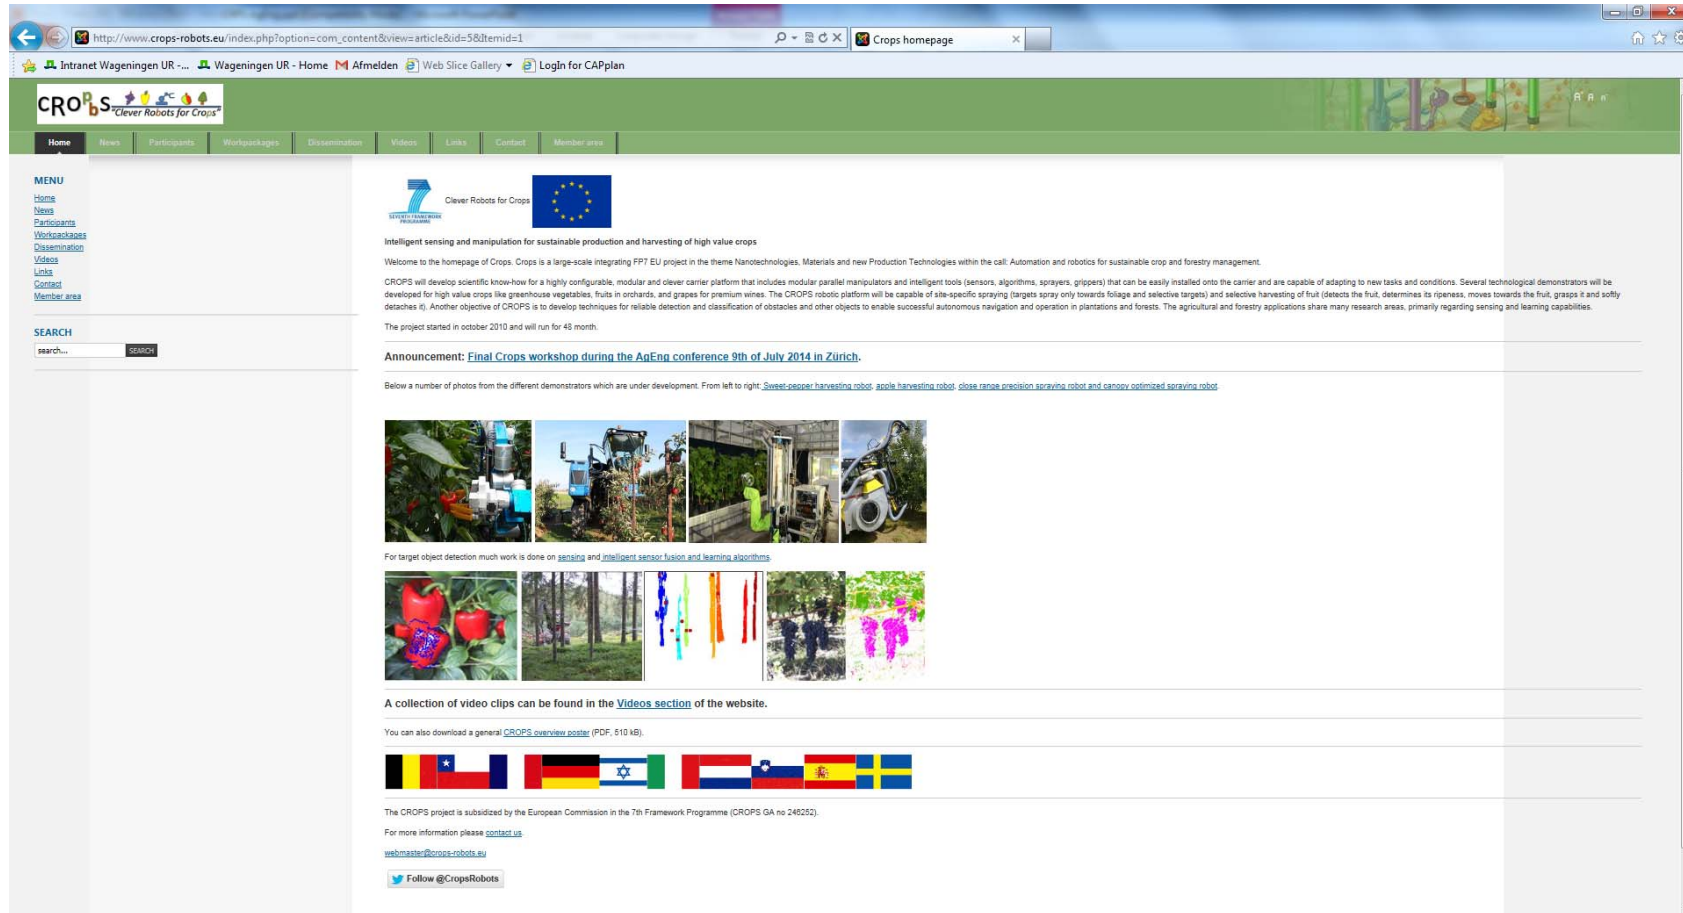 http://www.crops-robots.eu/index.php?option=com_content&view=article&id=5&Itemid=1
Crops homepage
Intranet Wageningen UR -... Wageningen UR - Home Afmelden Web Slice Gallery LogIn for CAPplan
CROPbS "Clever Robots for Crops"
Home News Participants Workpackages Dissemination Videos Links Contact Member area
MENU
Home
News
Participants
Workpackages
Dissemination
Videos
Links
Contact
Member area
SEARCH
search... SEARCH
SEVENTH FRAMEWORK
PROGRAMME
Clever Robots for Crops
Intelligent sensing and manipulation for sustainable production and harvesting of high value crops
Welcome to the homepage of Crops. Crops is a large-scale integrating FP7 EU project in the theme Nanotechnologies, Materials and new Production Technologies within the call: Automation and robotics for sustainable crop and forestry management.
CROPS will develop scientific know-how for a highly configurable, modular and clever carrier platform that includes modular parallel manipulators and intelligent tools (sensors, algorithms, sprayers, grippers) that can be easily installed onto the carrier and are capable of adapting to new tasks and conditions. Several technological demonstrators will be
developed for high value crops like greenhouse vegetables, fruits in orchards, and grapes for premium wines. The CROPS robotic platform will be capable of site-specific spraying (targets spray only towards foliage and selective targets) and selective harvesting of fruit (detects the fruit, determines its ripeness, moves towards the fruit, grasps it and softly
detaches it). Another objective of CROPS is to develop techniques for reliable detection and classification of obstacles and other objects to enable successful autonomous navigation and operation in plantations and forests. The agricultural and forestry applications share many research areas, primarily regarding sensing and learning capabilities.
The project started in october 2010 and will run for 48 month.
Announcement: Final Crops workshop during the AgEng conference 9th of July 2014 in Zürich.
Below a number of photos from the different demonstrators which are under development. From left to right: Sweet-pepper harvesting robot, apple harvesting robot, close range precision spraying robot and canopy optimized spraying robot.
For target object detection much work is done on sensing and intelligent sensor fusion and learning algorithms.
A collection of video clips can be found in the Videos section of the website.
You can also download a general CROPS overview poster (PDF, 510 kB).
The CROPS project is subsidized by the European Commission in the 7th Framework Programme (CROPS GA no 246252).
For more information please contact us.
webmaster@crops-robots.eu
Follow @CropsRobots